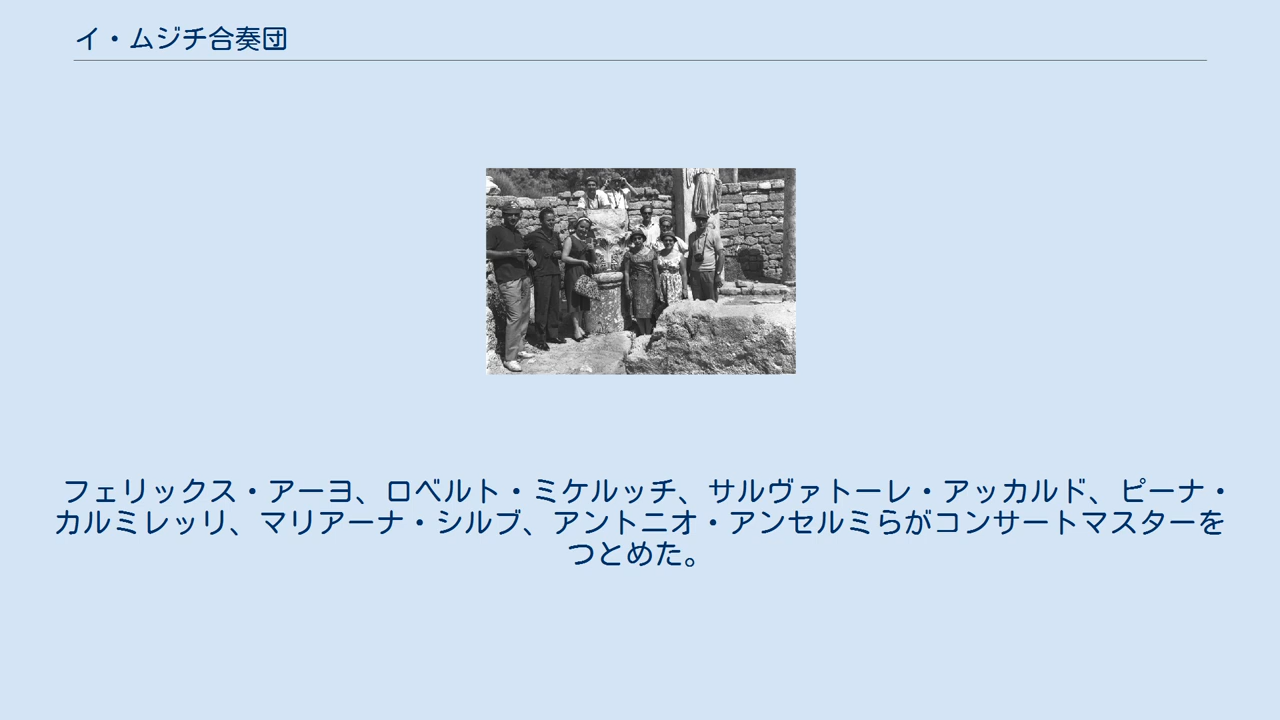 イ・ムジチ合奏団
フェリックス・アーヨ、ロベルト・ミケルッチ、サルヴァトーレ・アッカルド、ピーナ・
カルミレッリ、マリアーナ・シルブ、アントニオ・アンセルミらがコンサートマスターを
つとめた。